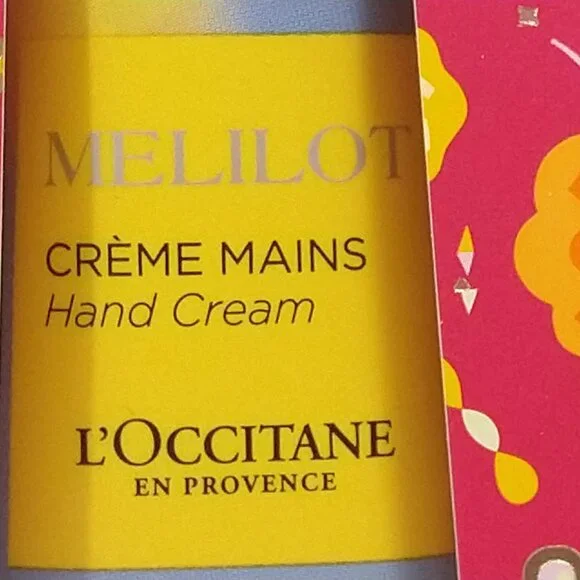 MELILOT
CRÈME MAINS
Hand Cream
L'OCCITANE
EN PROVENCE